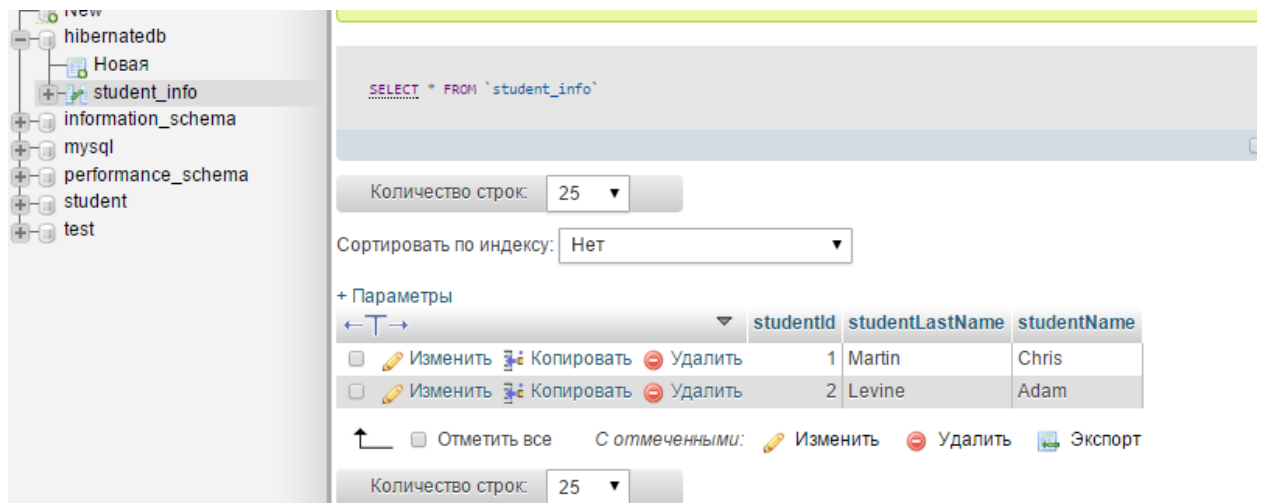 New
hibernatedb
Новая
student_info
information_schema
mysql
performance_schema
student
test
SELECT * FROM `student_info`
Количество строк: 25
Сортировать по индексу: Нет
+ Параметры
←T→ studentId studentLastName studentName
Изменить Копировать Удалить 1 Martin Chris
Изменить Копировать Удалить 2 Levine Adam
Отметить все С отмеченными: Изменить Удалить Экспорт
Количество строк: 25